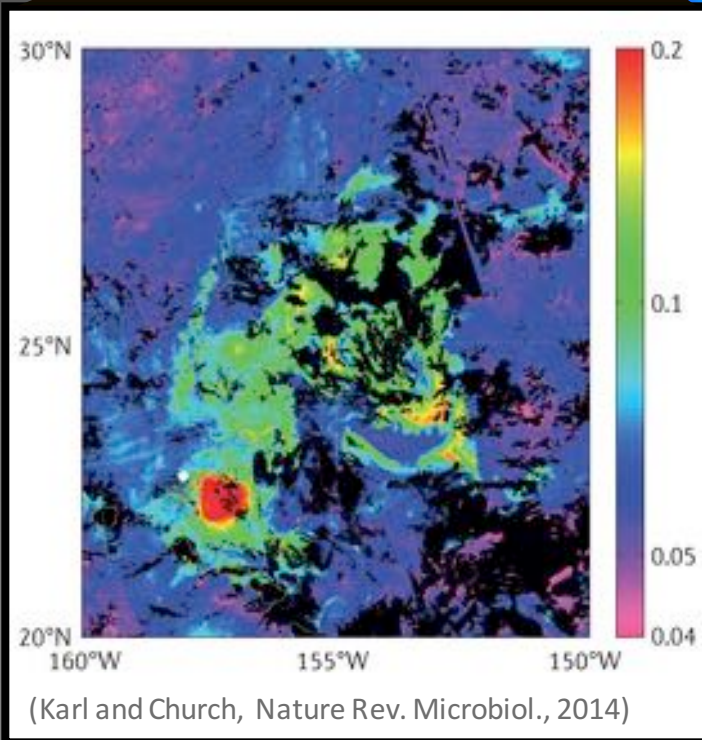 30°N
0.2
0.1
25°N
0.05
20°N
0.04
160°W 155°W 150°W
(Karl and Church, Nature Rev. Microbiol., 2014)